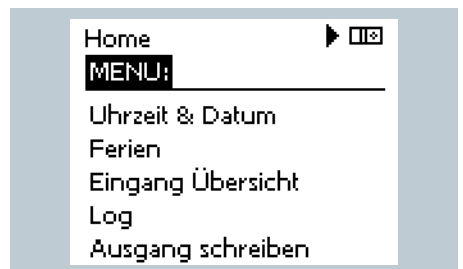 Home
MENU:
Uhrzeit & Datum
Ferien
Eingang Übersicht
Log
Ausgang schreiben